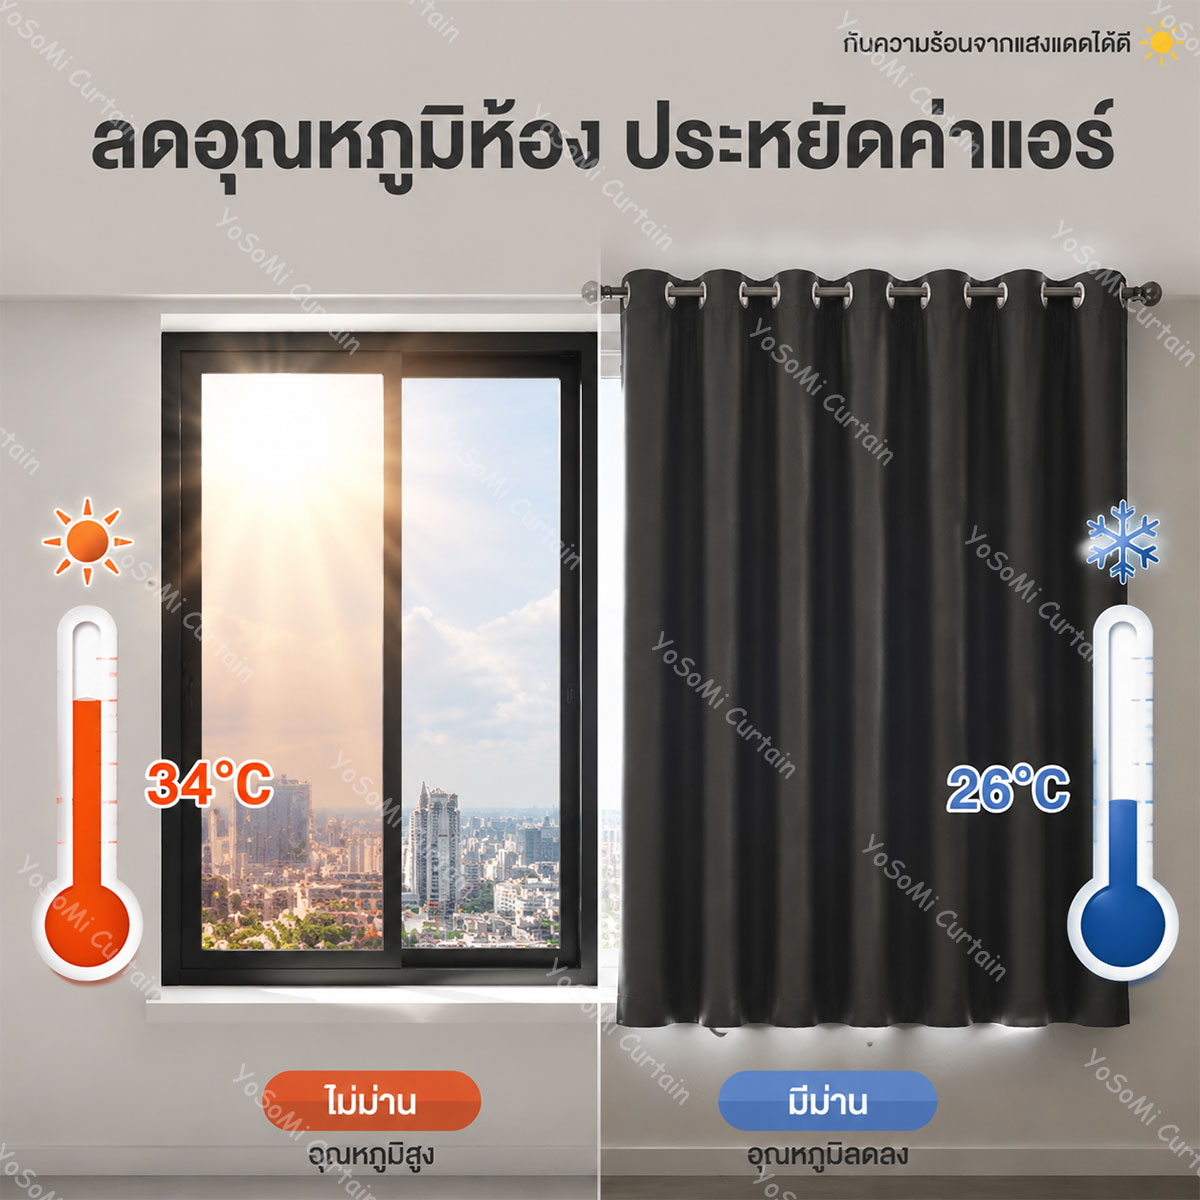 กันความร้อนจากแสงแดดได้ดี
ลดอุณหภูมิห้อง ประหยัดค่าแอร์
34°C
26°C
ไม่ม่าน
มีม่าน
อุณหภูมิสูง
อุณหภูมิลดลง
YoSoMi Curtain